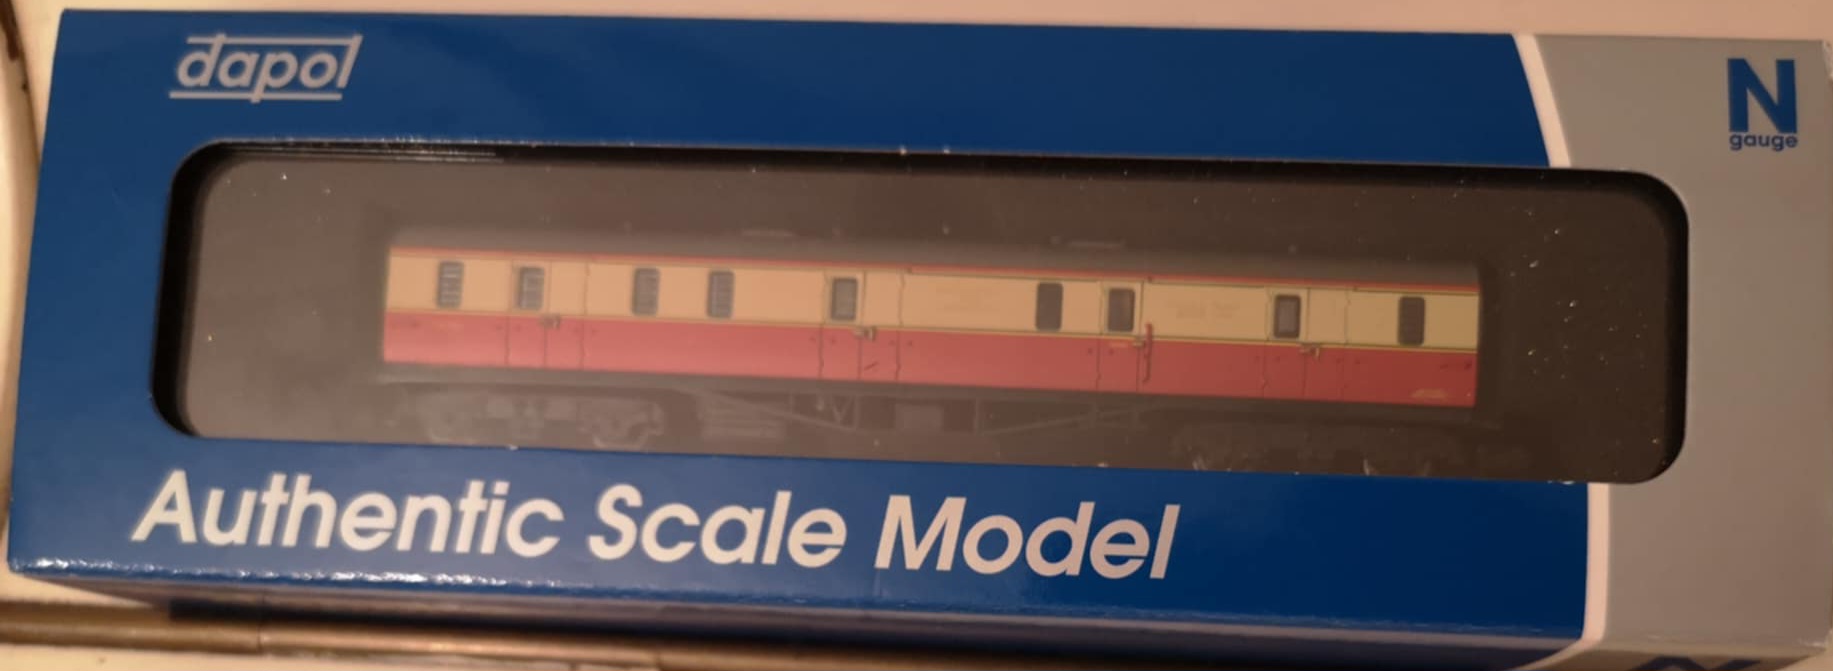 dapol
N
gauge
Authentic Scale Model